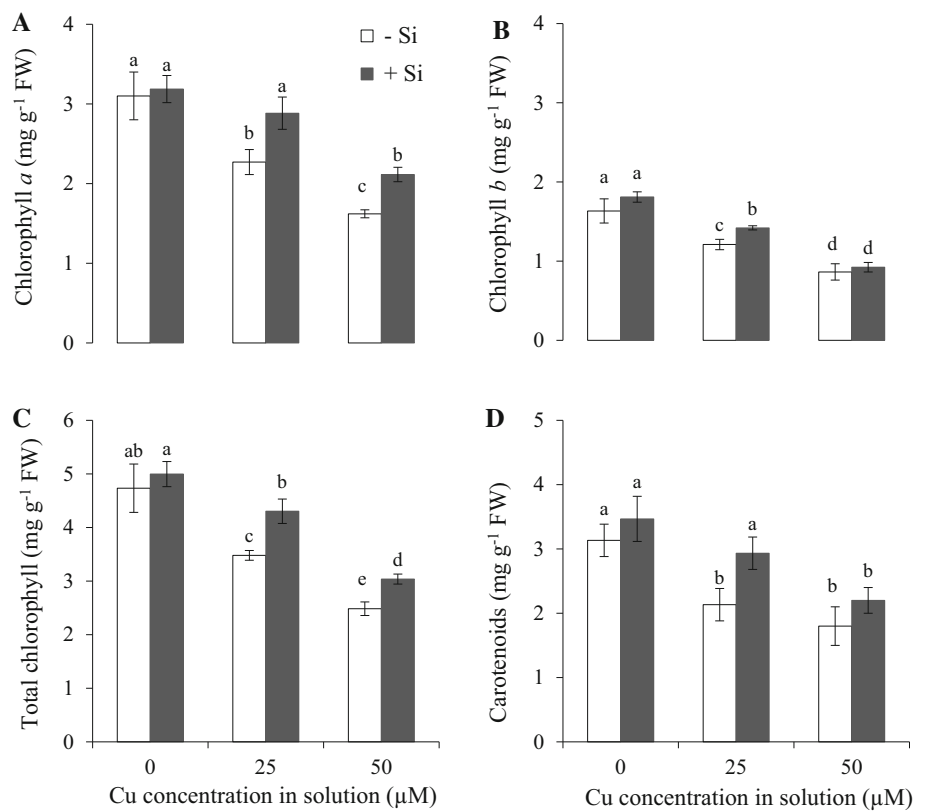 A
Chlorophyll a (mg g-1 FW)
4
3
2
1
0
- Si
+ Si
a a
b a
c b
B
Chlorophyll b (mg g-1 FW)
4
3
2
1
0
a a
c b
d d
C
Total chlorophyll (mg g-1 FW)
6
5
4
3
2
1
0
ab a
c b
e d
0 25 50
Cu concentration in solution (µM)
D
Carotenoids (mg g-1 FW)
5
4
3
2
1
0
a a
b a
b b
0 25 50
Cu concentration in solution (µM)